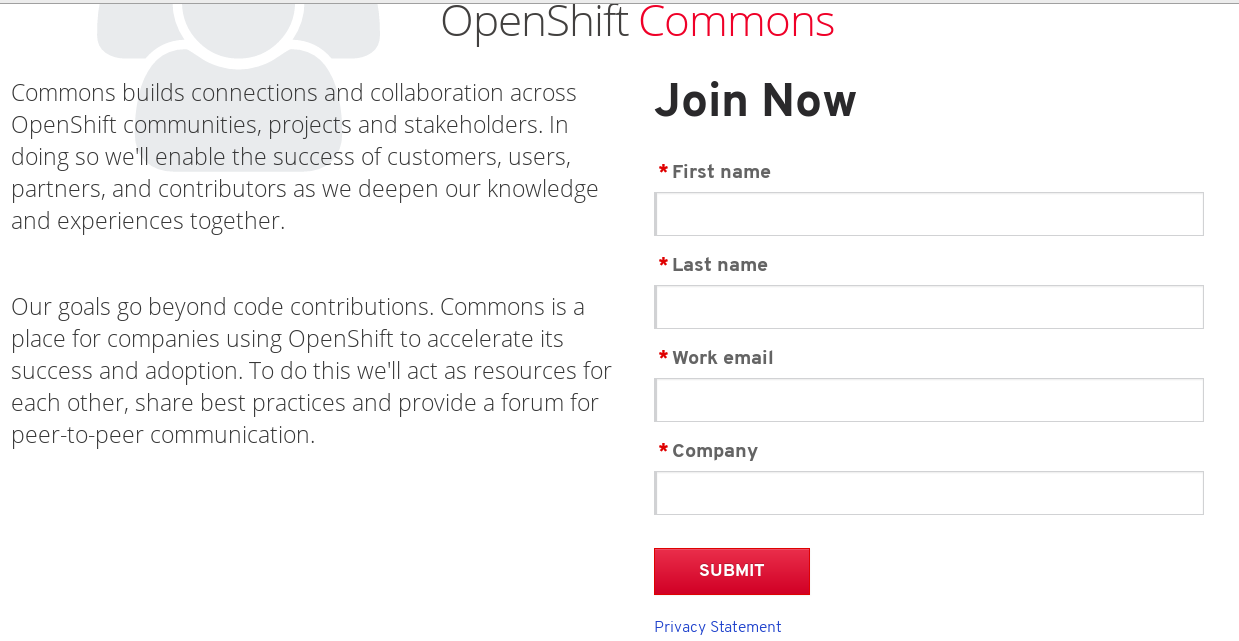 OpenShift Commons
Commons builds connections and collaboration across
OpenShift communities, projects and stakeholders. In
doing so we'll enable the success of customers, users,
partners, and contributors as we deepen our knowledge
and experiences together.
Our goals go beyond code contributions. Commons is a
place for companies using OpenShift to accelerate its
success and adoption. To do this we'll act as resources for
each other, share best practices and provide a forum for
peer-to-peer communication.
Join Now
* First name
* Last name
* Work email
* Company
SUBMIT
Privacy Statement